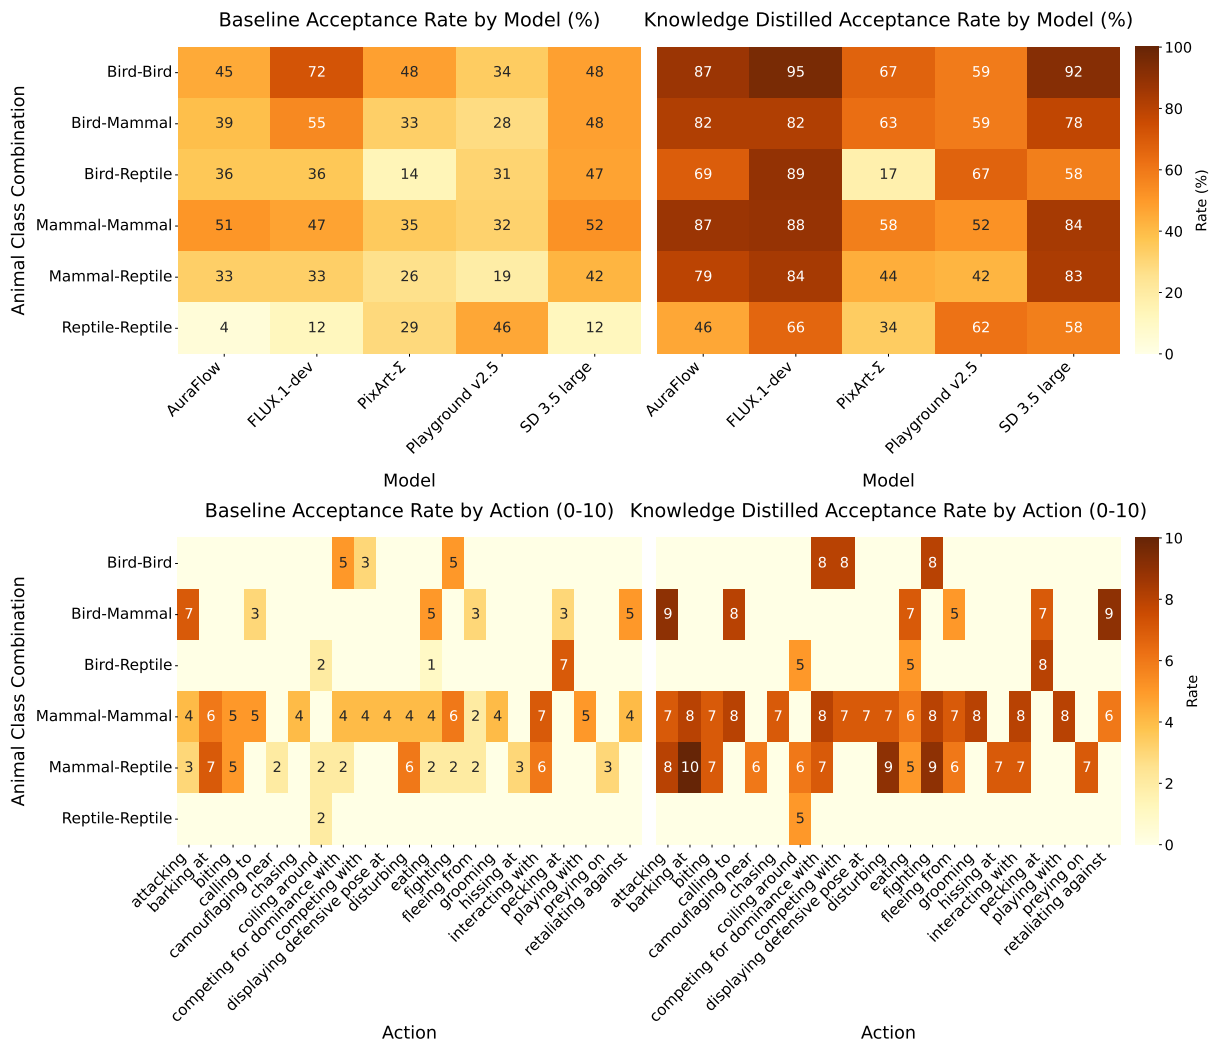 Baseline Acceptance Rate by Model (%)
Knowledge Distilled Acceptance Rate by Model (%)
Animal Class Combination
Bird-Bird 45 72 48 34 48 87 95 67 59 92
Bird-Mammal 39 55 33 28 48 82 82 63 59 78
Bird-Reptile 36 36 14 31 47 69 89 17 67 58
Mammal-Mammal 51 47 35 32 52 87 88 58 52 84
Mammal-Reptile 33 33 26 19 42 79 84 44 42 83
Reptile-Reptile 4 12 29 46 12 46 66 34 62 58
100
80
60
40
20
0
Rate (%)
AuraFlow
FLUX.1-dev
PixArt-Σ
Playground v2.5
SD 3.5 large
Model
AuraFlow
FLUX.1-dev
PixArt-Σ
Playground v2.5
SD 3.5 large
Model
Baseline Acceptance Rate by Action (0-10)
Knowledge Distilled Acceptance Rate by Action (0-10)
Animal Class Combination
Bird-Bird 5 3 5 8 8 8
Bird-Mammal 7 3 5 3 3 5 9 8 7 5 7 9
Bird-Reptile 2 1 7 5 5 8
Mammal-Mammal 4 6 5 5 4 4 4 4 4 4 6 2 4 7 5 4 7 8 7 8 7 8 7 7 7 6 8 7 8 8 8 6
Mammal-Reptile 3 7 5 2 2 2 6 2 2 2 3 6 3 8 10 7 6 6 7 9 5 9 6 7 7 7
Reptile-Reptile 2 5
10
8
6
4
2
0
Rate
attacking
barking at
biting
calling to
camouflaging near
chasing
coiling around
competing for dominance with
competing with
displaying defensive pose at
disturbing
eating
fighting
fleeing from
grooming
hissing at
interacting with
pecking at
playing with
preying on
retaliating against
Action
attacking
barking at
biting
calling to
camouflaging near
chasing
coiling around
competing for dominance with
competing with
displaying defensive pose at
disturbing
eating
fighting
fleeing from
grooming
hissing at
interacting with
pecking at
playing with
preying on
retaliating against
Action